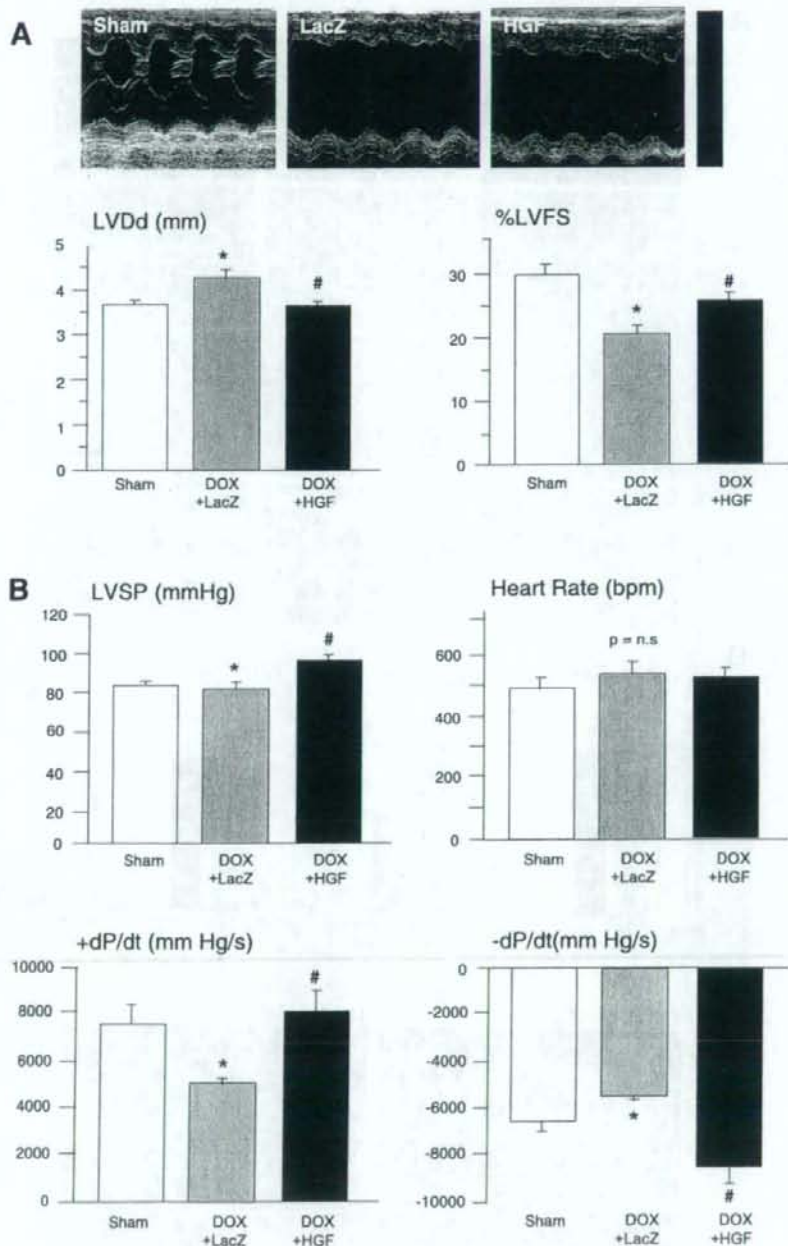 A
Sham LacZ HGF
LVDd (mm)
5
4
3
2
1
0
*
#
Sham DOX DOX
+LacZ +HGF
%LVFS
30
20
10
0
*
#
Sham DOX DOX
+LacZ +HGF
B
LVSP (mmHg)
120
100
80
60
40
20
0
*
#
Sham DOX DOX
+LacZ +HGF
Heart Rate (bpm)
600
400
200
0
p = n.s
Sham DOX DOX
+LacZ +HGF
+dP/dt (mm Hg/s)
10000
8000
6000
4000
2000
0
*
#
Sham DOX DOX
+LacZ +HGF
-dP/dt(mm Hg/s)
0
-2000
-4000
-6000
-8000
-10000
*
#
Sham DOX DOX
+LacZ +HGF